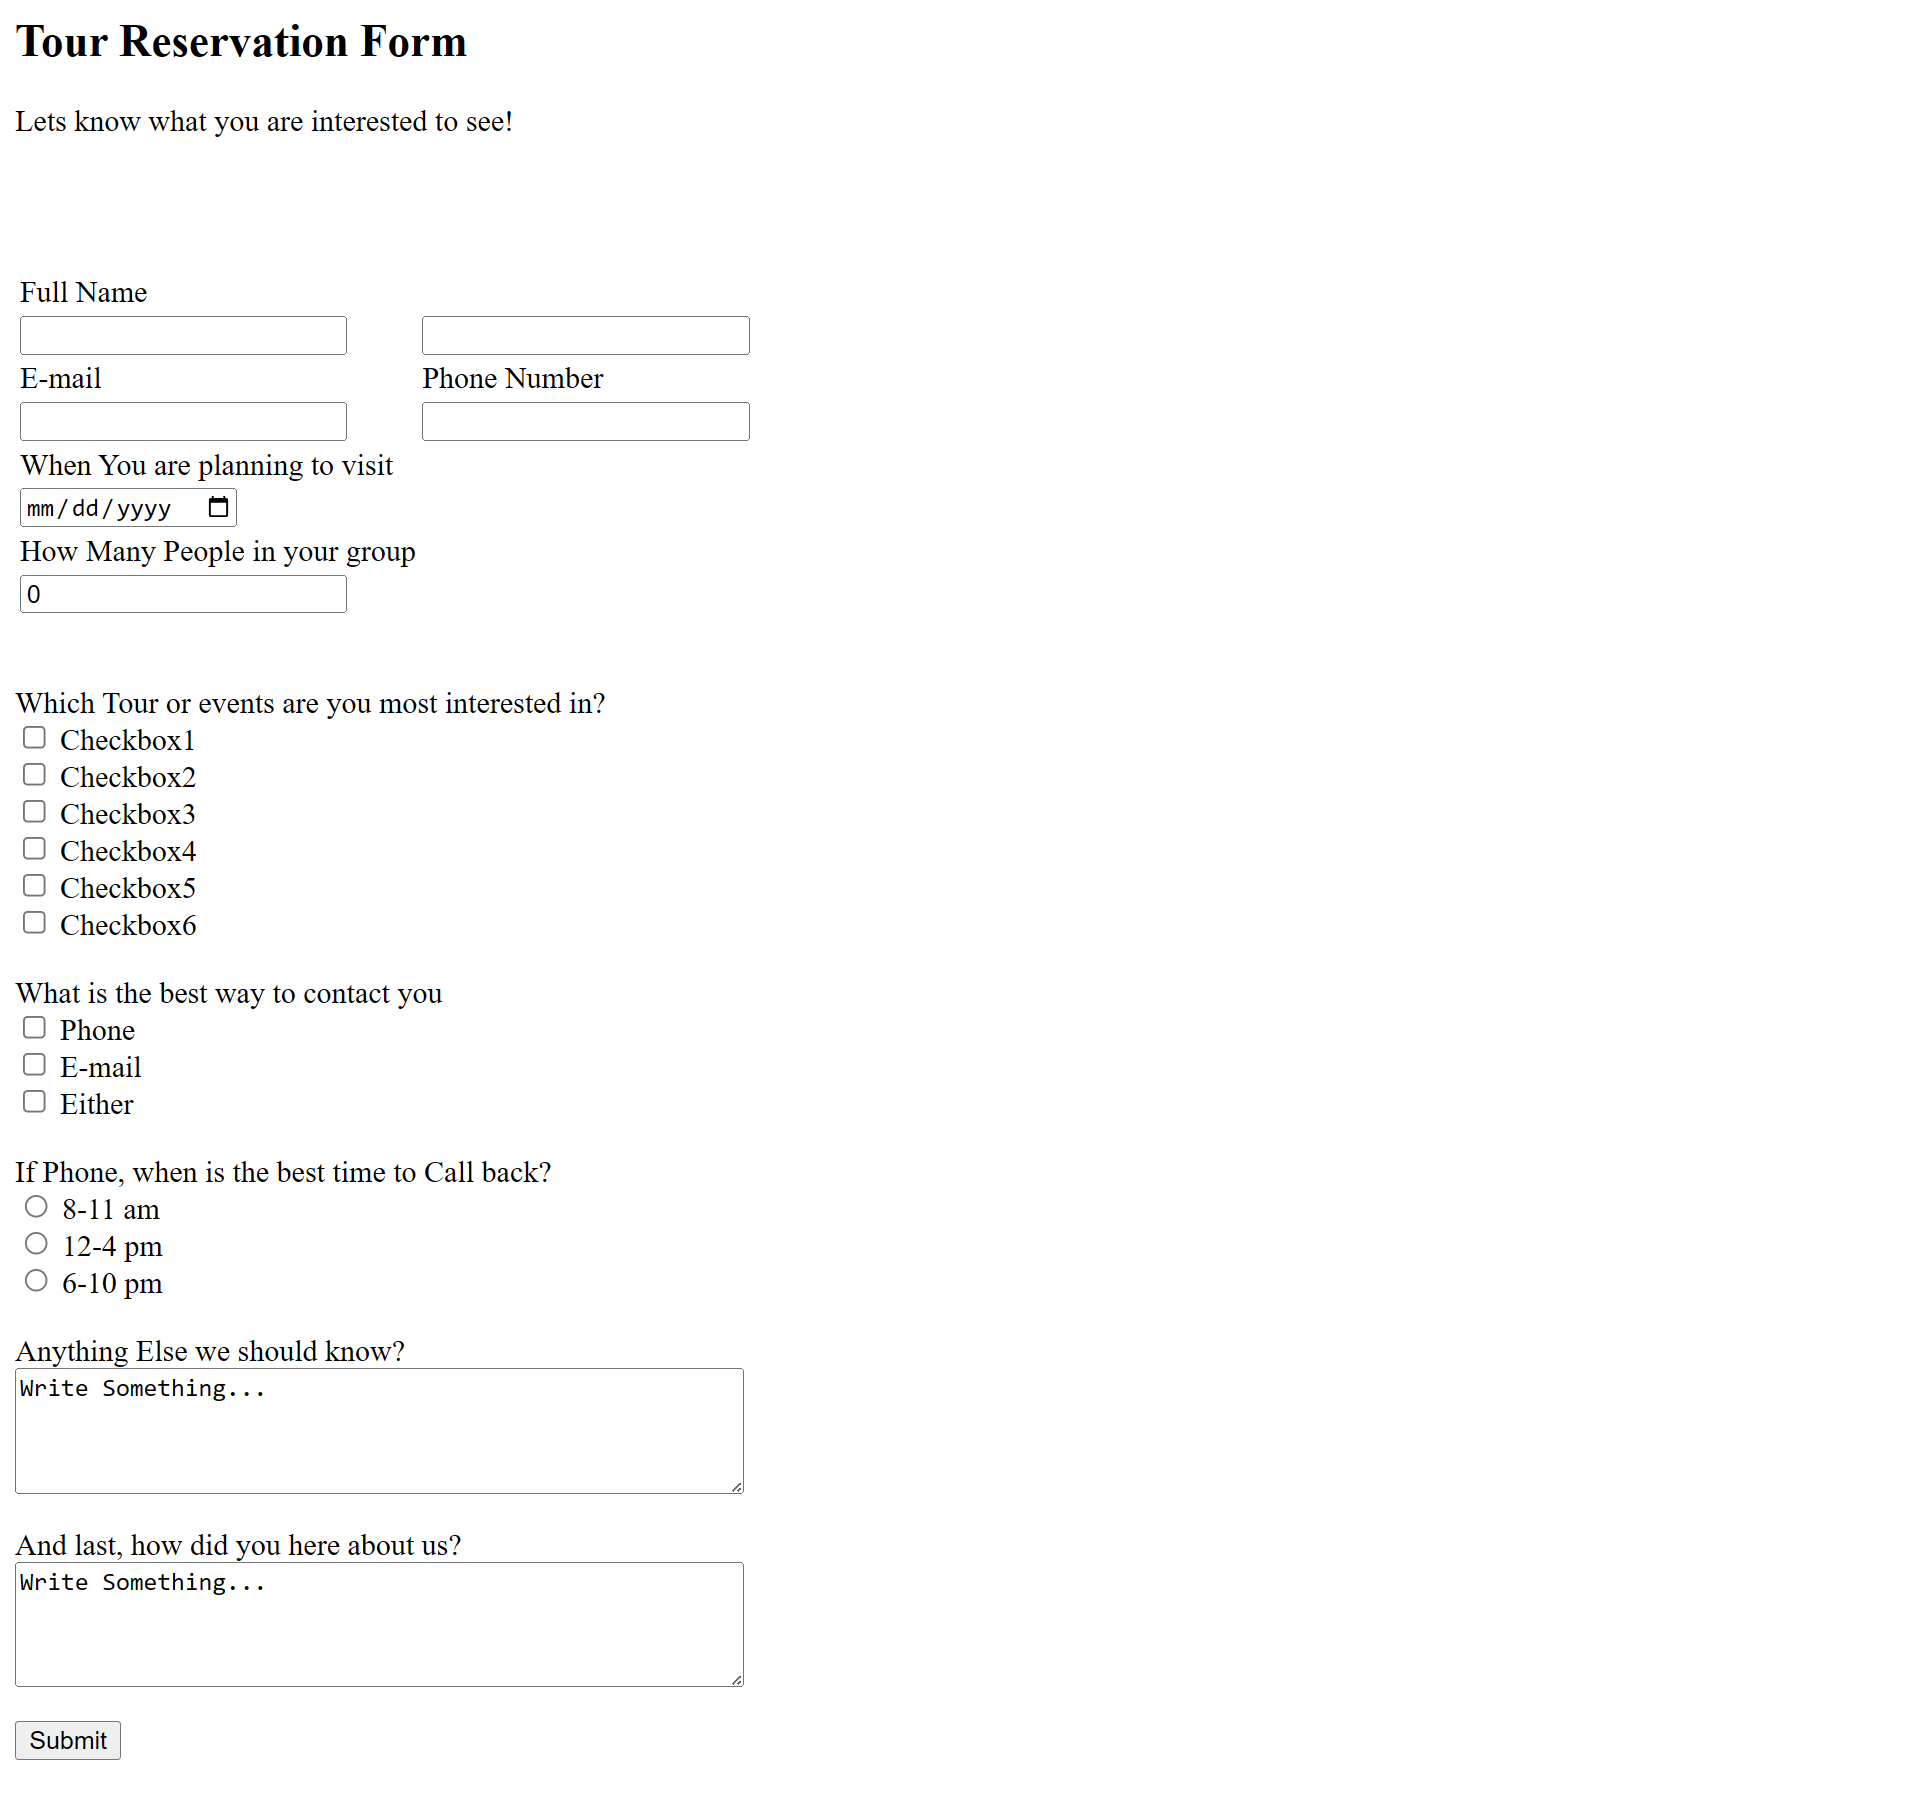 Tour Reservation Form
Lets know what you are interested to see!
Full Name
E-mail Phone Number
When You are planning to visit
mm/dd/yyyy
How Many People in your group
0
Which Tour or events are you most interested in?
Checkbox1
Checkbox2
Checkbox3
Checkbox4
Checkbox5
Checkbox6
What is the best way to contact you
Phone
E-mail
Either
If Phone, when is the best time to Call back?
8-11 am
12-4 pm
6-10 pm
Anything Else we should know?
Write Something...
And last, how did you here about us?
Write Something...
Submit